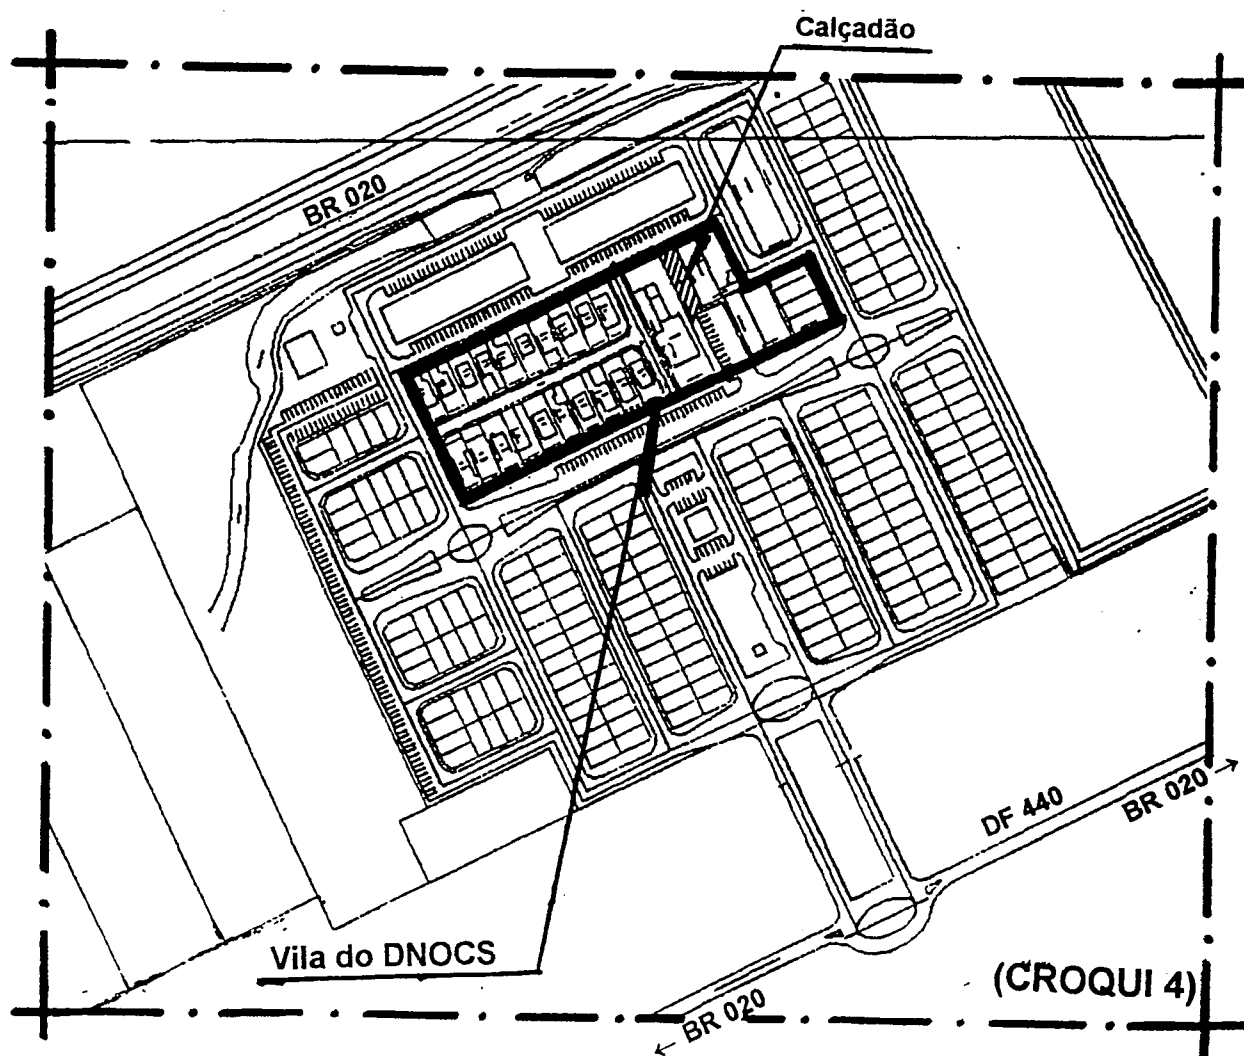 Calçadão
BR 020
DF 440
BR 020 →
Vila do DNOCS
(CROQUI 4)
← BR 020